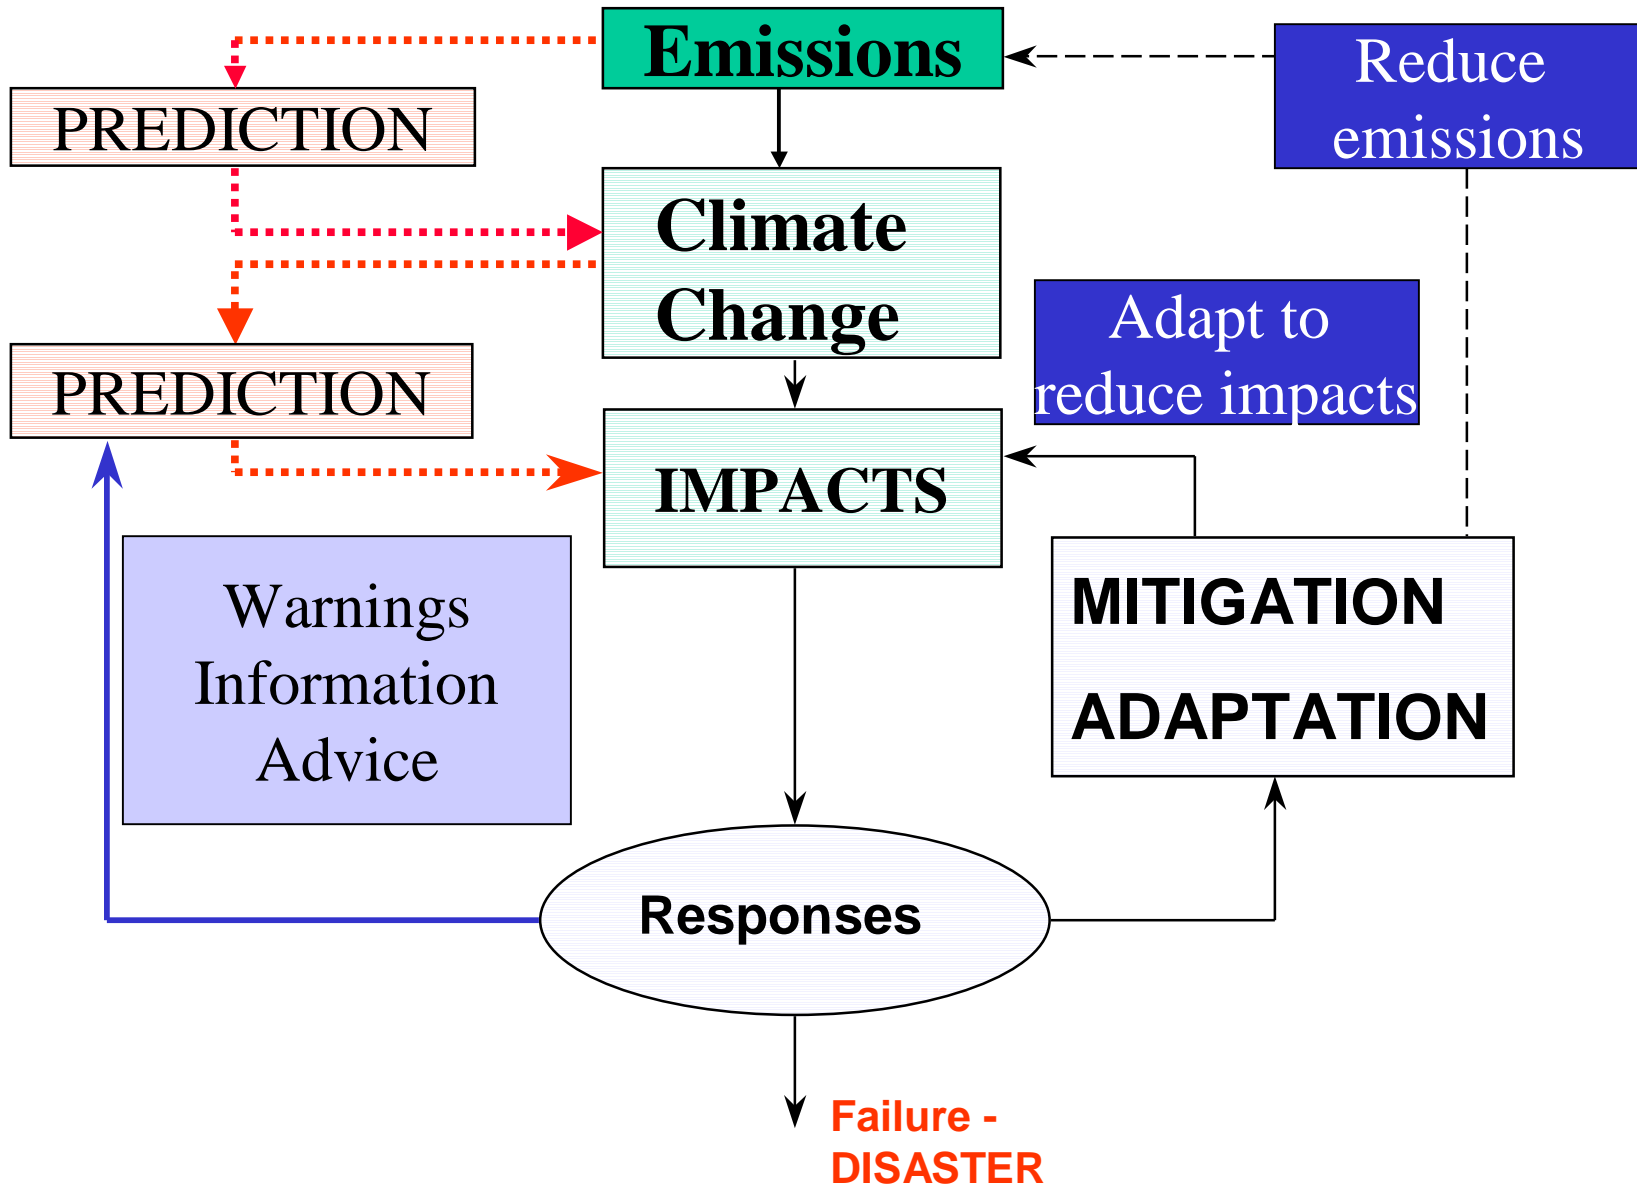 Emissions
Reduce
emissions
PREDICTION
Climate
Change
Adapt to
reduce impacts
PREDICTION
IMPACTS
Warnings
Information
Advice
MITIGATION
ADAPTATION
Responses
Failure -
DISASTER